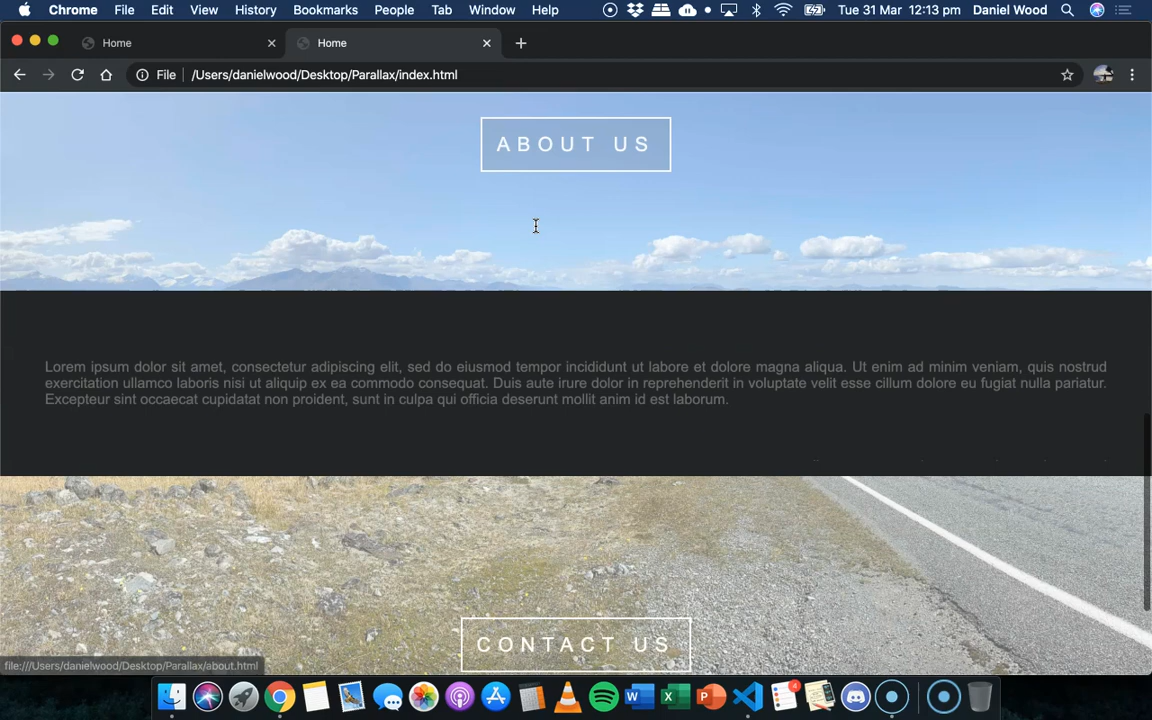 Chrome File Edit View History Bookmarks People Tab Window Help Tue 31 Mar 12:13 pm Daniel Wood
Home Home
File /Users/danielwood/Desktop/Parallax/index.html
ABOUT US
Lorem ipsum dolor sit amet, consectetur adipiscing elit, sed do eiusmod tempor incididunt ut labore et dolore magna aliqua. Ut enim ad minim veniam, quis nostrud
exercitation ullamco laboris nisi ut aliquip ex ea commodo consequat. Duis aute irure dolor in reprehenderit in voluptate velit esse cillum dolore eu fugiat nulla pariatur.
Excepteur sint occaecat cupidatat non proident, sunt in culpa qui officia deserunt mollit anim id est laborum.
CONTACT US
file:///Users/danielwood/Desktop/Parallax/about.html
4